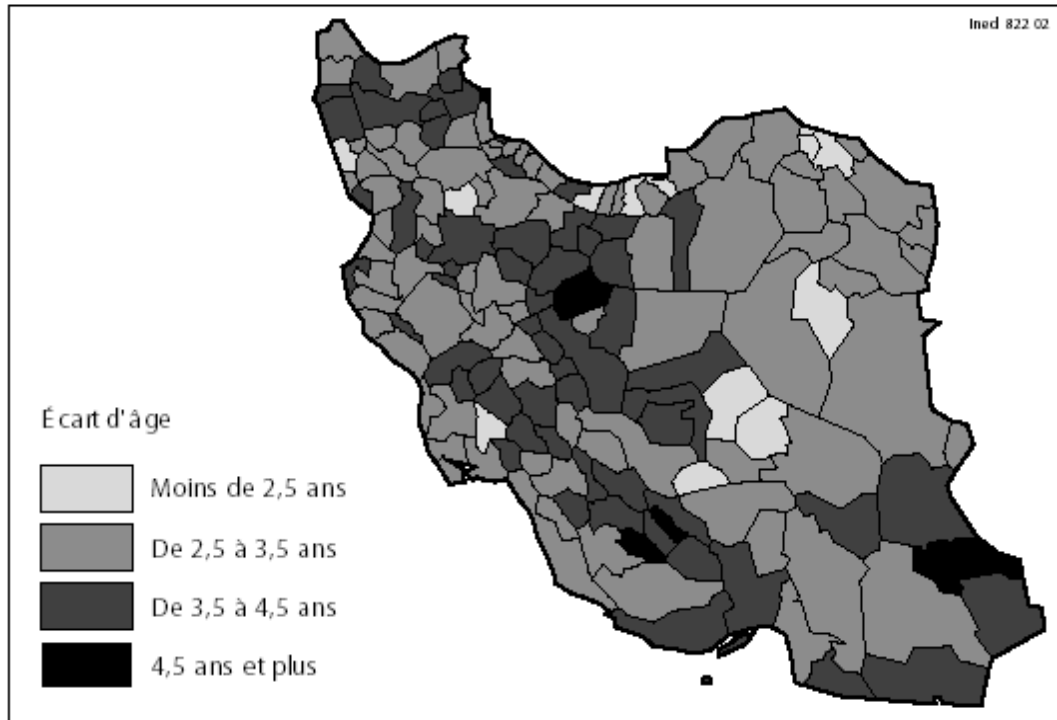 Ined 822 02
Écart d'âge
Moins de 2,5 ans
De 2,5 à 3,5 ans
De 3,5 à 4,5 ans
4,5 ans et plus